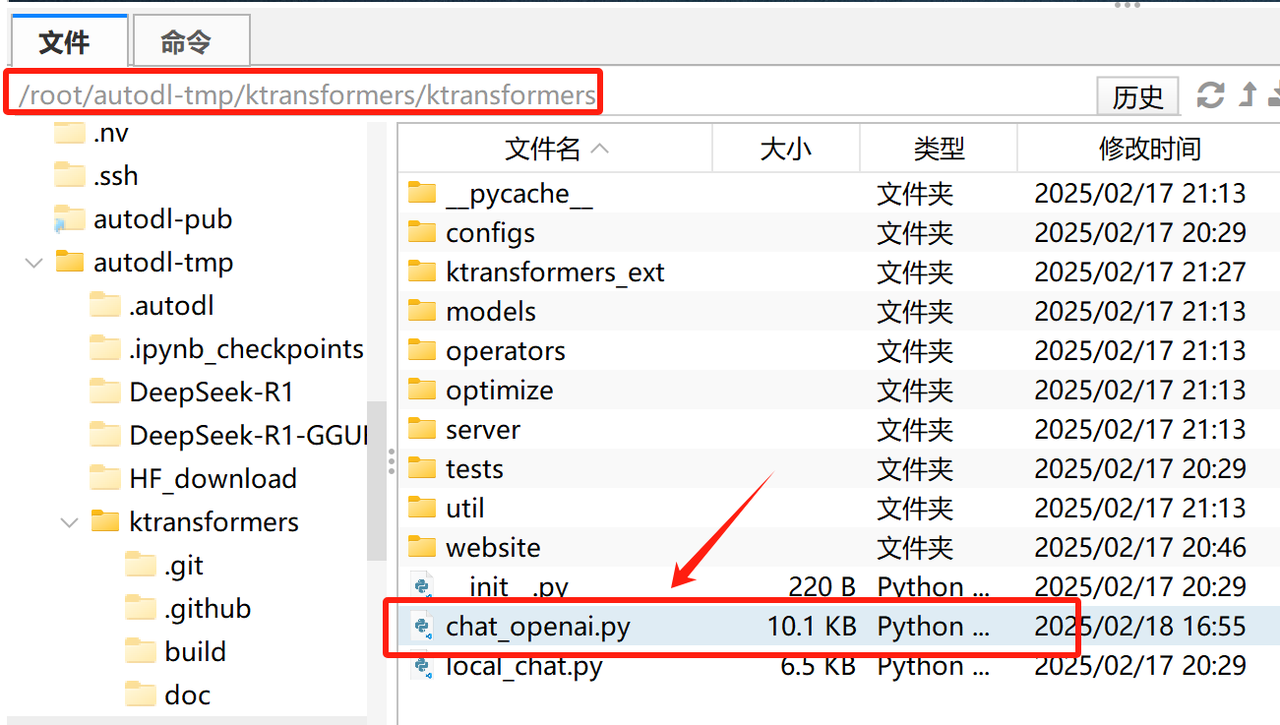 文件 命令
/root/autodl-tmp/ktransformers/ktransformers 历史
.nv
.ssh
autodl-pub
autodl-tmp
.autodl
.ipynb_checkpoints
DeepSeek-R1
DeepSeek-R1-GGUI
HF_download
ktransformers
.git
.github
build
doc
文件名 大小 类型 修改时间
__pycache__ 文件夹 2025/02/17 21:13
configs 文件夹 2025/02/17 20:29
ktransformers_ext 文件夹 2025/02/17 21:27
models 文件夹 2025/02/17 21:13
operators 文件夹 2025/02/17 21:13
optimize 文件夹 2025/02/17 21:13
server 文件夹 2025/02/17 21:13
tests 文件夹 2025/02/17 20:29
util 文件夹 2025/02/17 21:13
website 文件夹 2025/02/17 20:46
__init__.py 220 B Python ... 2025/02/17 20:29
chat_openai.py 10.1 KB Python ... 2025/02/18 16:55
local_chat.py 6.5 KB Python ... 2025/02/17 20:29